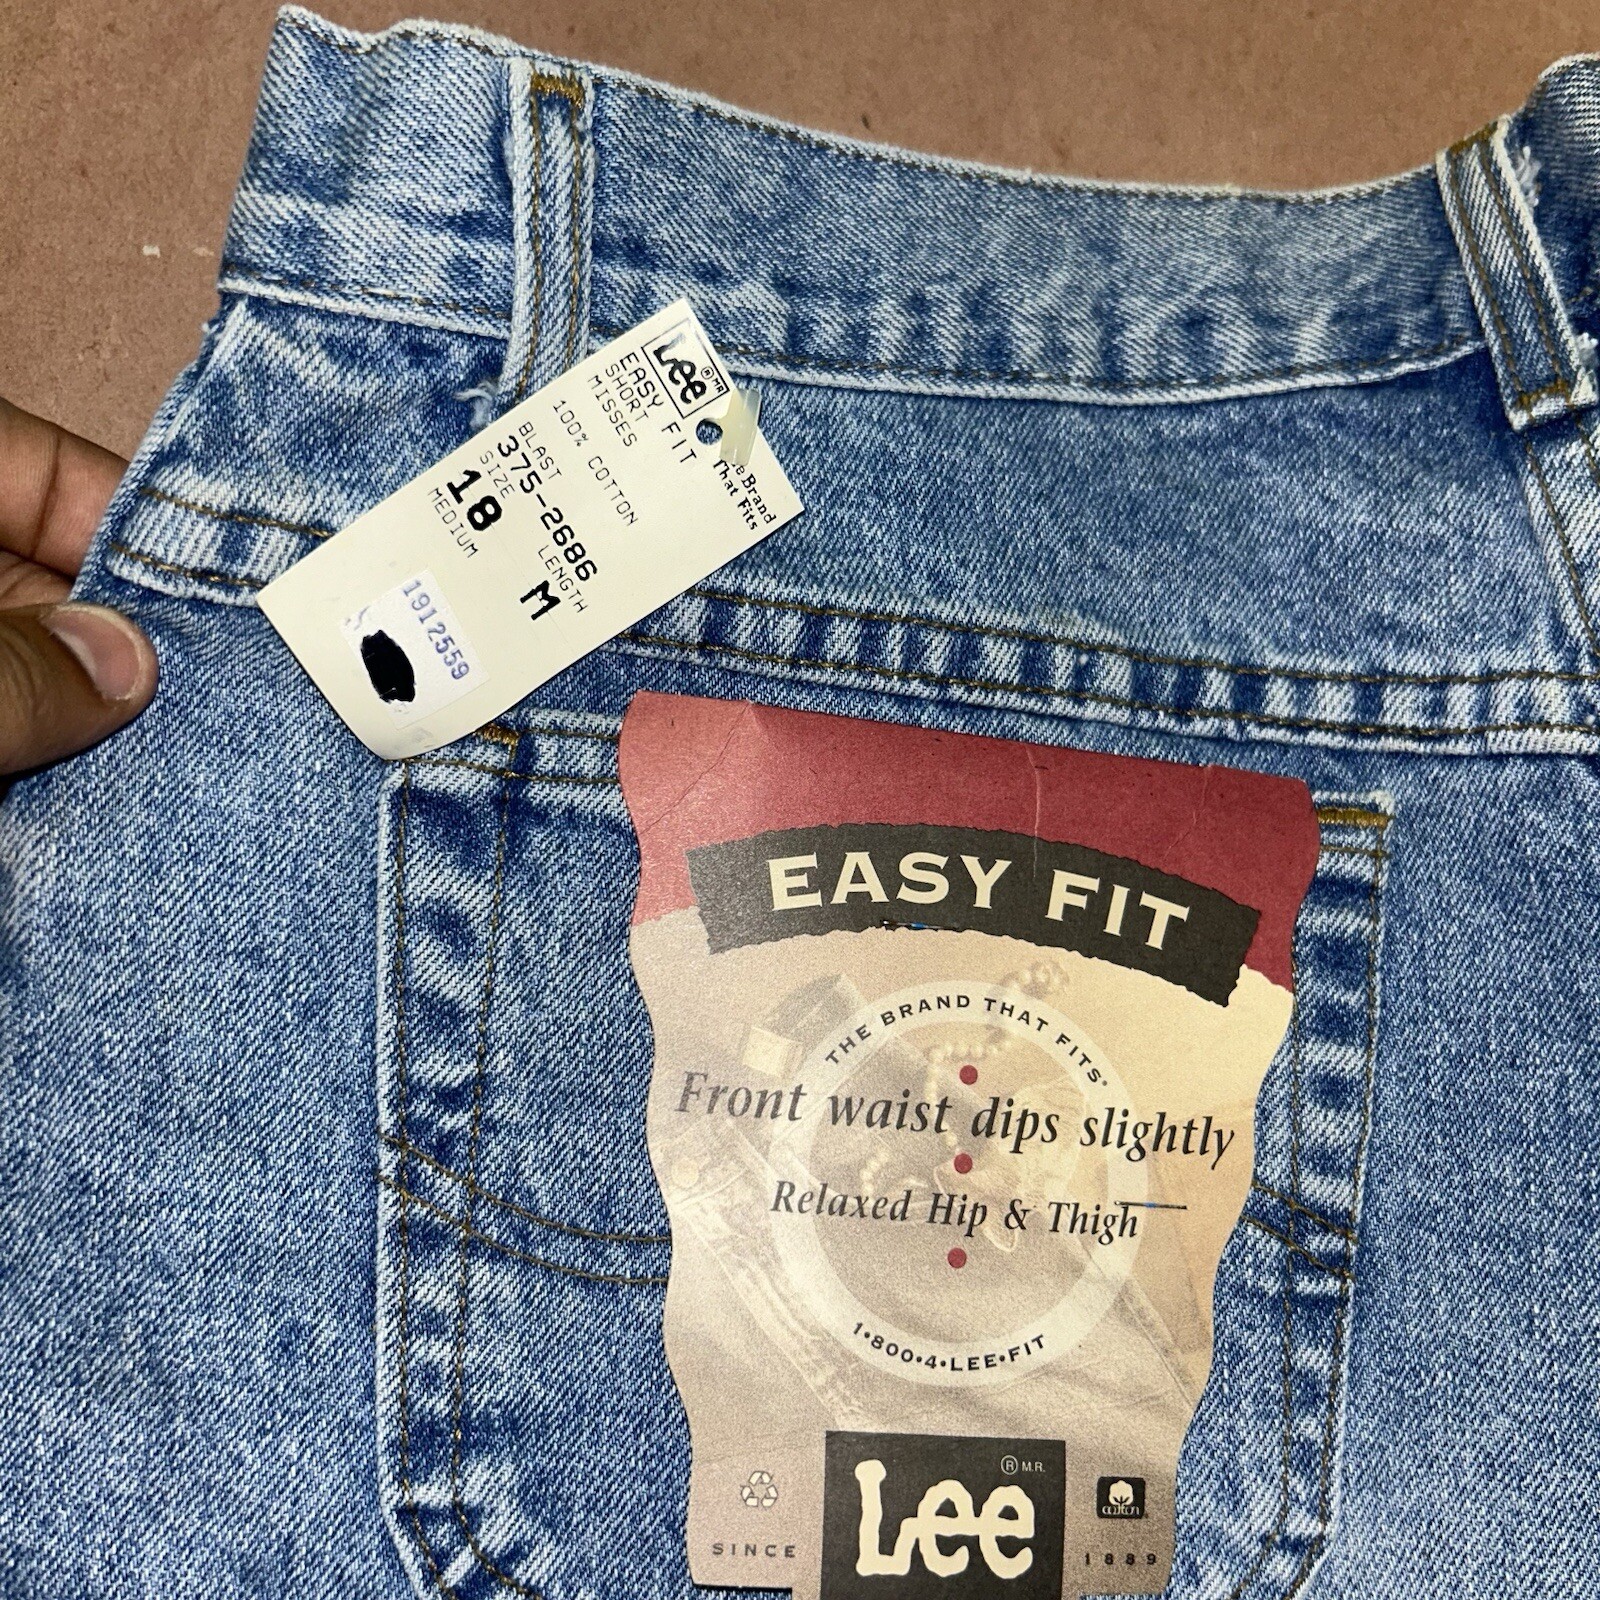 Lee
® MR
The Brand
That Fits
EASY FIT
SHORT
MISSES
100% COTTON
BLAST
375-2686
SIZE LENGTH
18 M
MEDIUM
1912559
EASY FIT
THE BRAND THAT FITS®
Front waist dips slightly
Relaxed Hip & Thigh
1•800•4•LEE•FIT
® M.R.
Lee
cotton
SINCE 1889